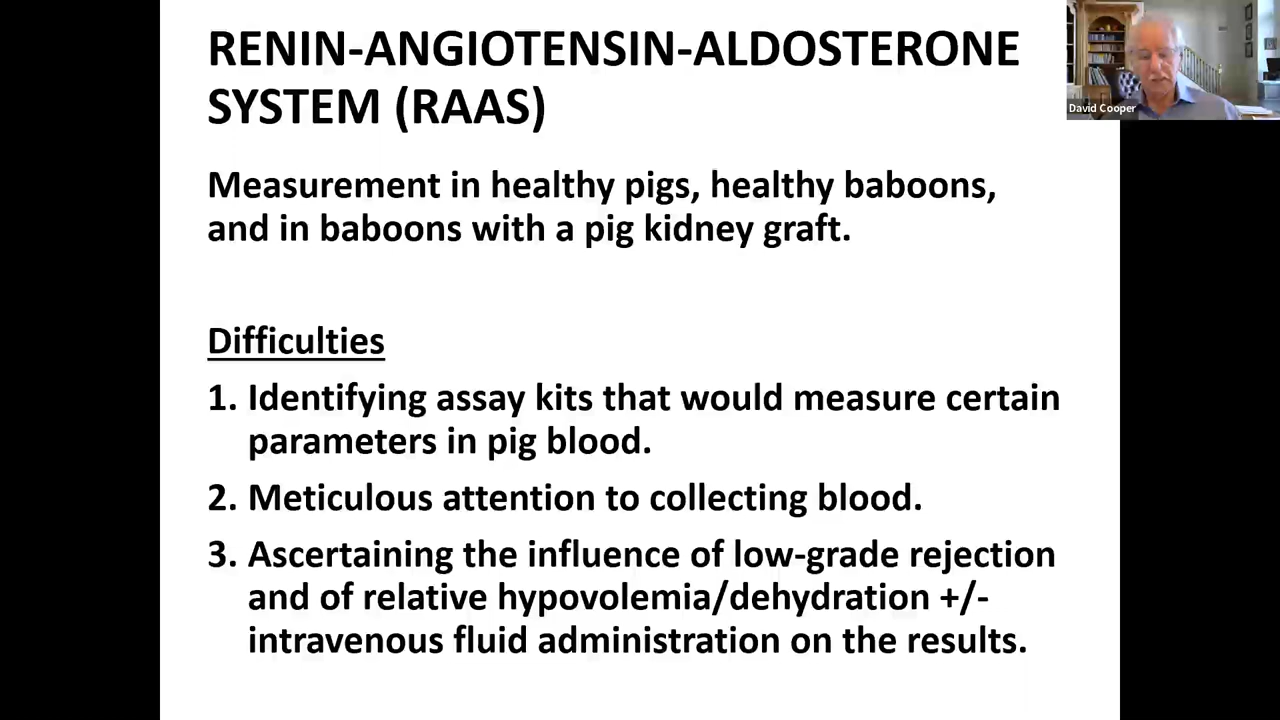 RENIN-ANGIOTENSIN-ALDOSTERONE
SYSTEM (RAAS)
David Cooper
Measurement in healthy pigs, healthy baboons,
and in baboons with a pig kidney graft.
Difficulties
1. Identifying assay kits that would measure certain
parameters in pig blood.
2. Meticulous attention to collecting blood.
3. Ascertaining the influence of low-grade rejection
and of relative hypovolemia/dehydration +/-
intravenous fluid administration on the results.